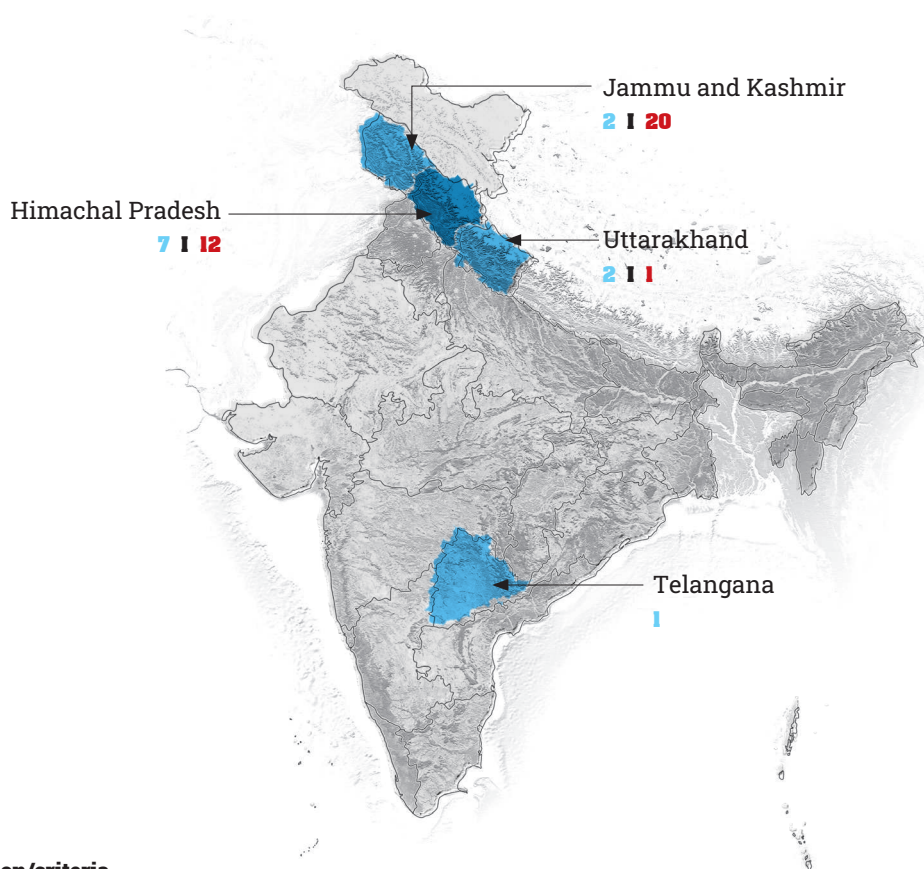 Jammu and Kashmir
2 I 20
Himachal Pradesh
7 I 12
Uttarakhand
2 I 1
Telangana
1